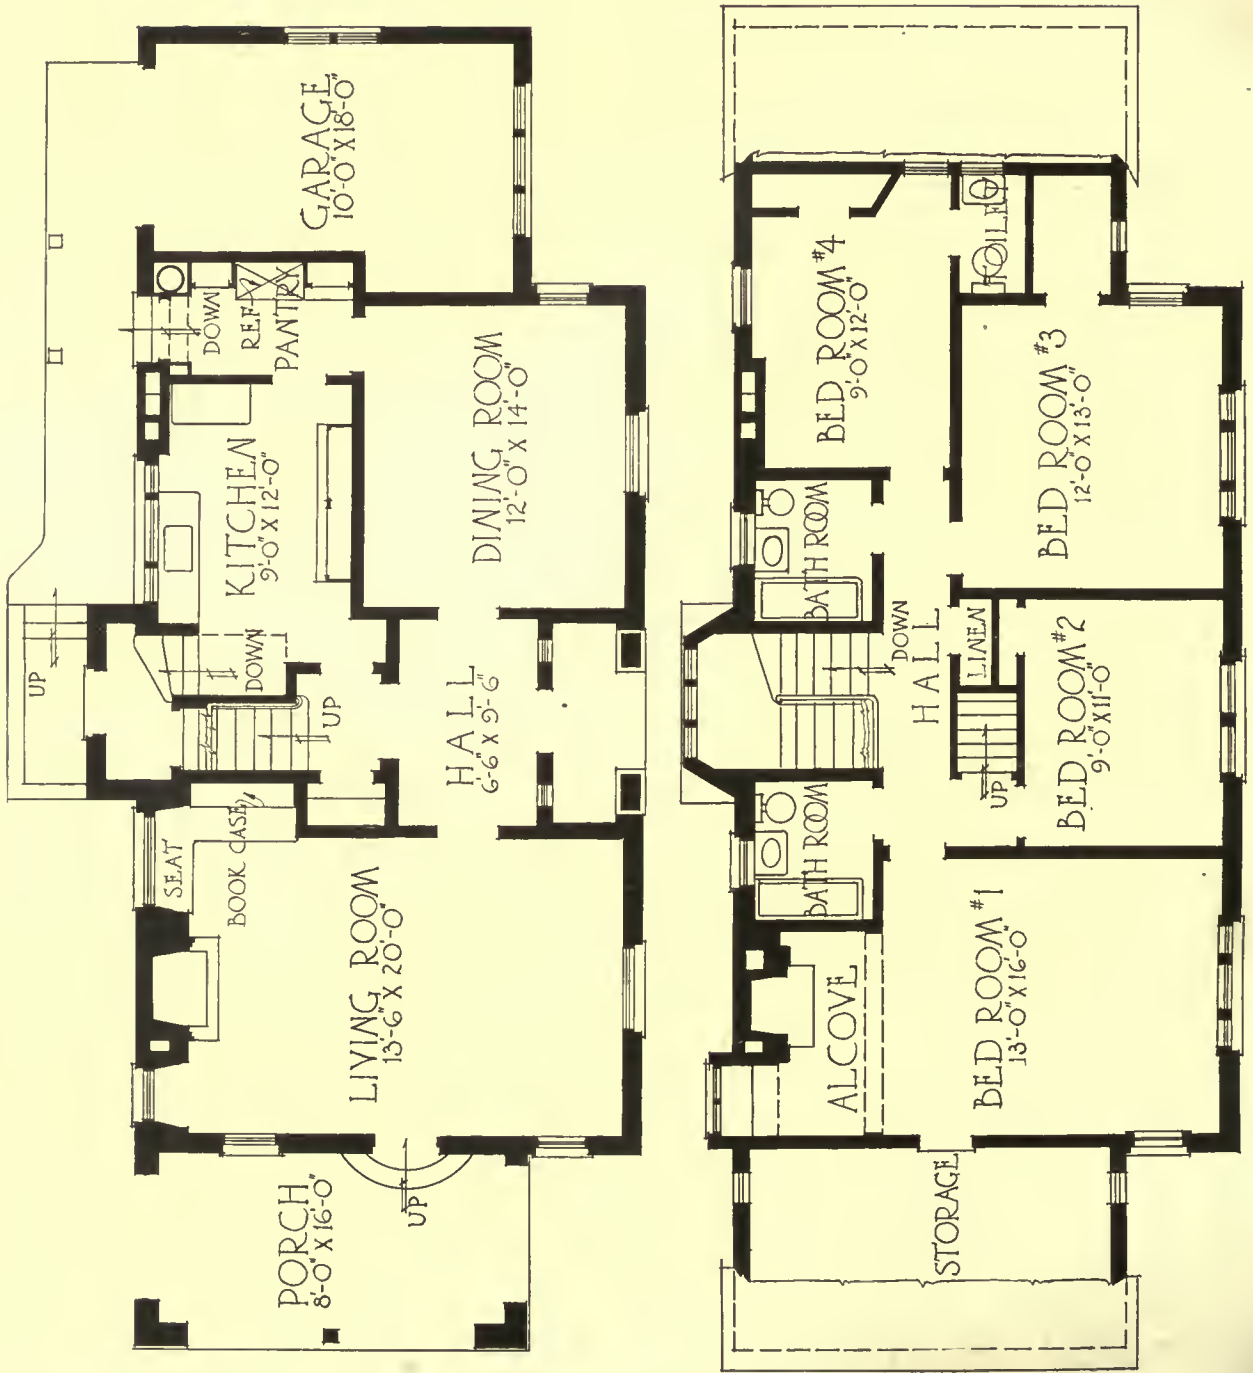 GARAGE
10'-0" X 18'-0"
DOWN
REF
PANTRY
KITCHEN
9'-0" X 12'-0"
DINING ROOM
12'-0" X 14'-0"
UP
DOWN
UP
HALL
6'-6" X 9'-6"
SEAT
BOOK CASE
LIVING ROOM
13'-6" X 20'-0"
UP
PORCH
8'-0" X 16'-0"
BED ROOM #4
9'-0" X 12'-0"
TOILET
BED ROOM #3
12'-0" X 13'-0"
BATH ROOM
DOWN
HALL
LINEN
BED ROOM #2
9'-0" X 11'-0"
UP
BATH ROOM
ALCOVE
BED ROOM #1
13'-0" X 16'-0"
STORAGE